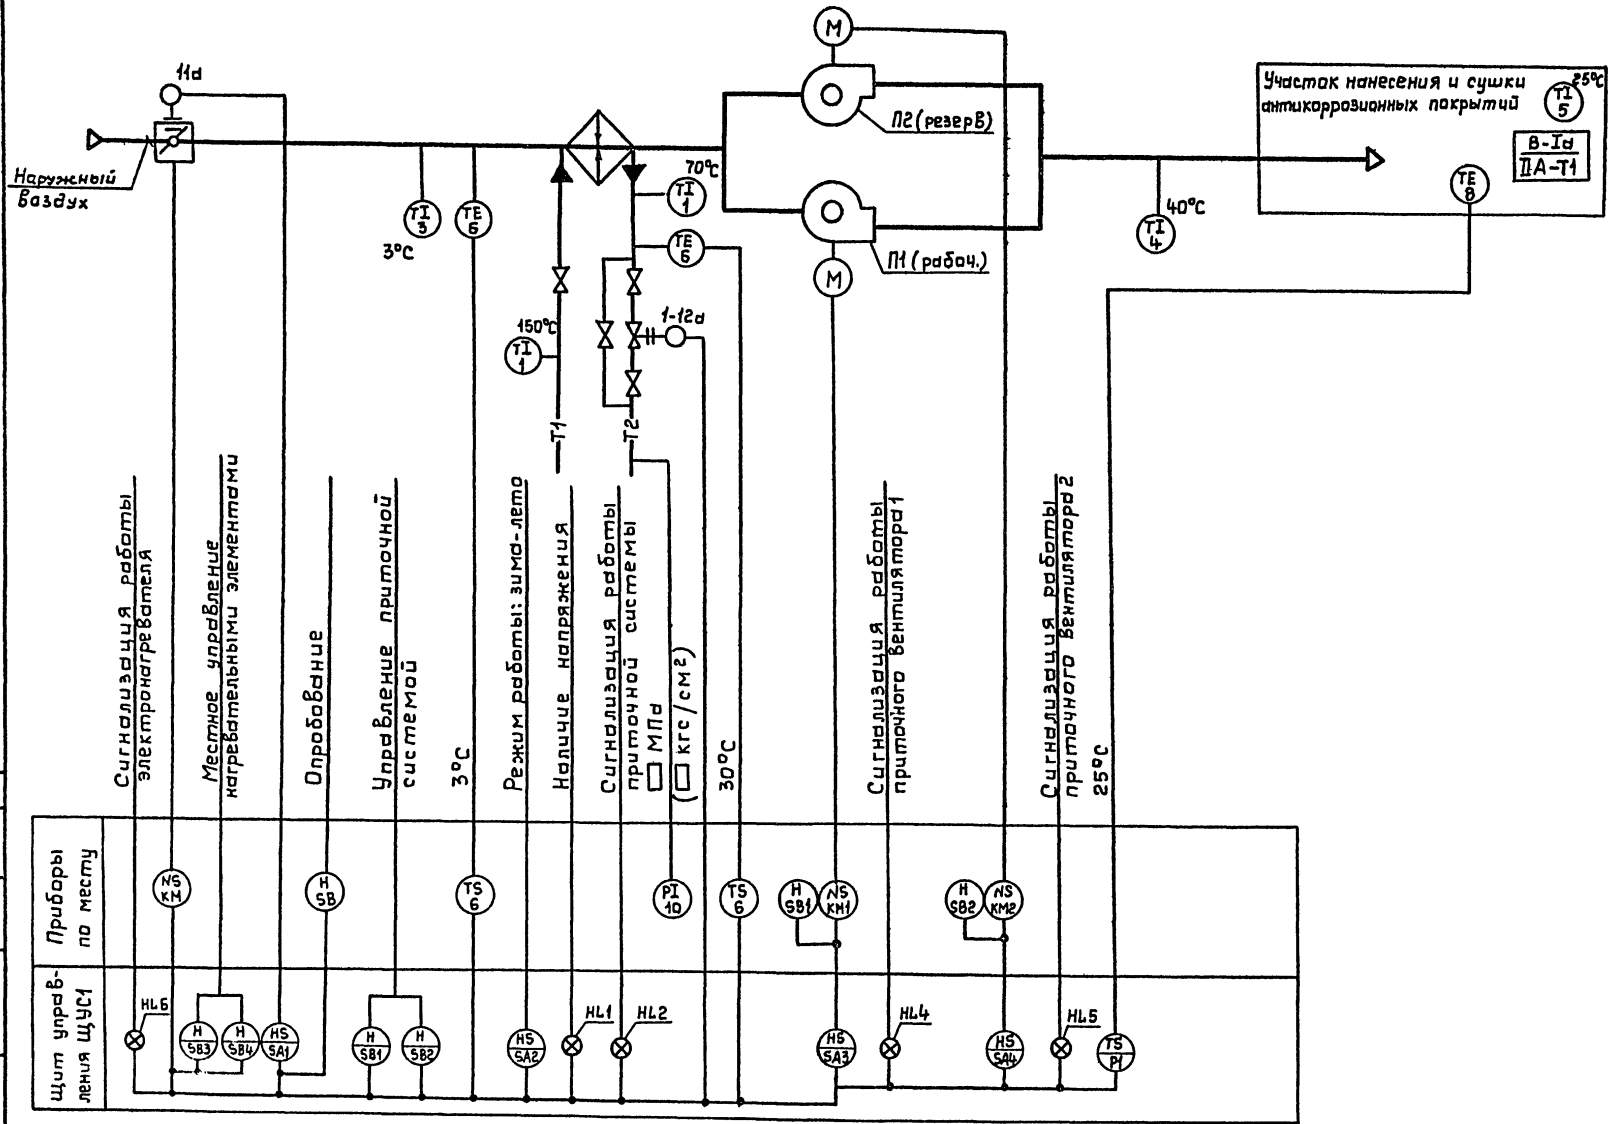 11а
Наружный
воздух
TI
3
3°C
TE
6
150°C
TI
1
T1
T2
70°C
TI
1
TE
6
1-12а
М
П2 (резерв)
П1 (рабоч.)
М
TI
4
40°C
Участок нанесения и сушки
антикоррозионных покрытий
25°C
TI
5
В-Iа
IIА-Т1
TE
8
Сигнализация работы
электронагревателя
Местное управление
нагревательными элементами
Опробование
Управление приточной
системой
3°C
Режим работы: зима-лето
Наличие напряжения
Сигнализация работы
приточной системы
□ МПа
(□ кгс/см²)
30°C
Сигнализация работы
приточного вентилятора 1
Сигнализация работы
приточного вентилятора 2
25°C
Приборы
по месту
NS
KM
H
SB
TS
6
PI
10
TS
6
H
SB1
NS
KM1
H
SB2
NS
KM2
Щит управ-
ления ЩУС1
HL6
H
SB3
H
SB4
HS
SA1
H
SB1
H
SB2
HS
SA2
HL1
HL2
HS
SA3
HL4
HS
SA4
HL5
TS
P1